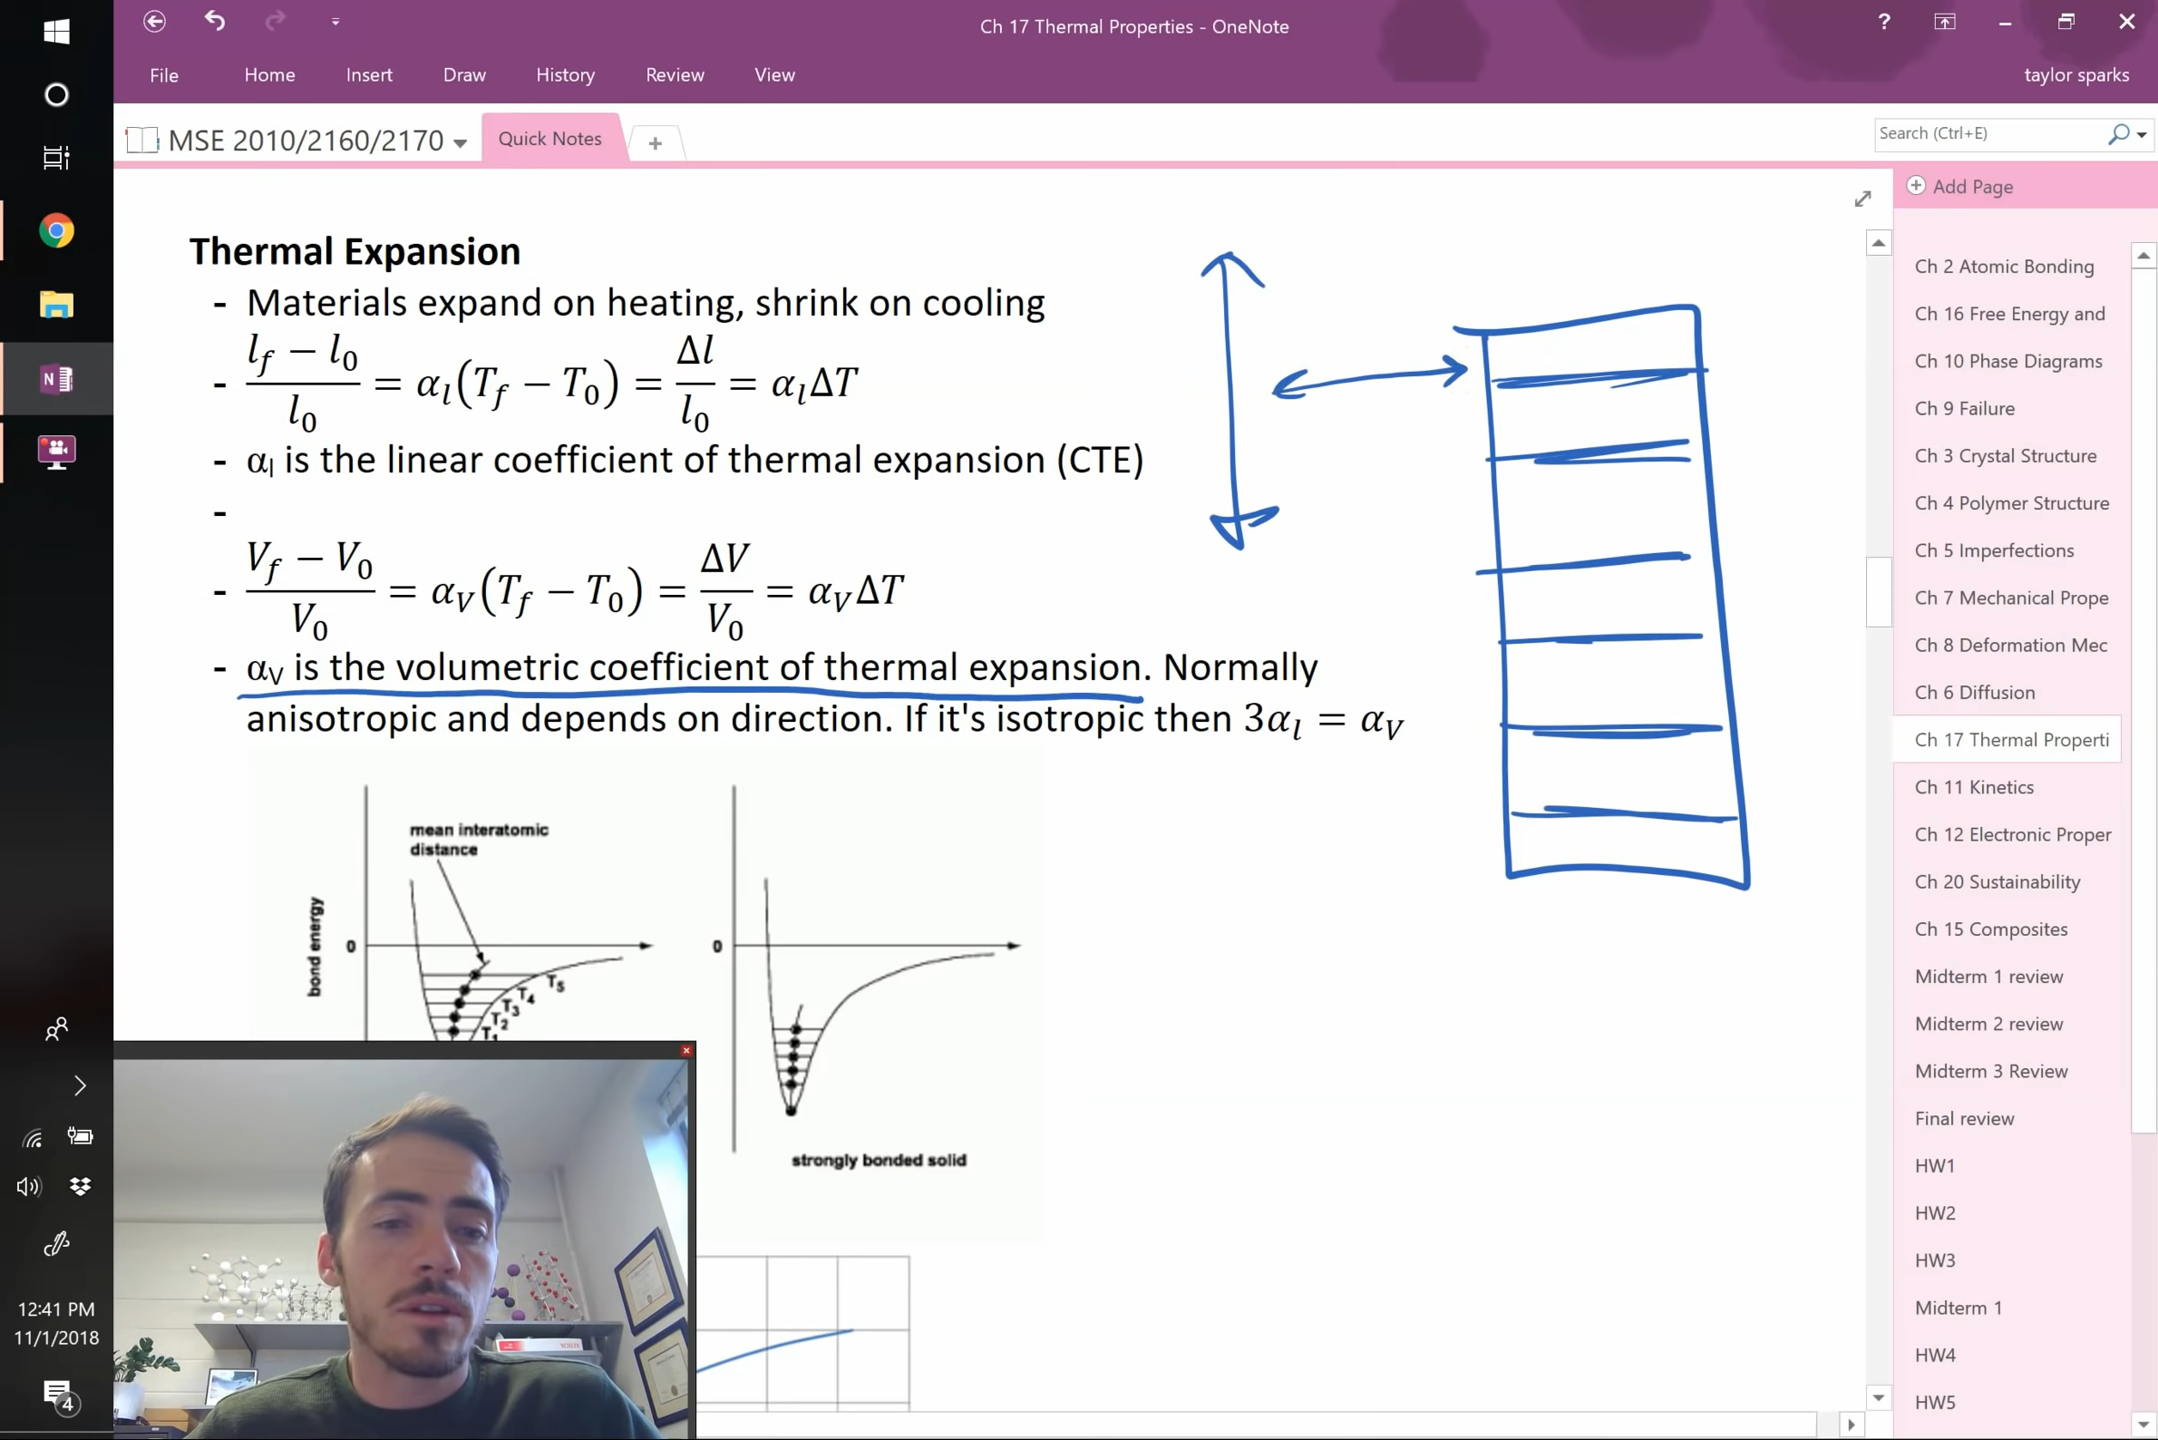 Ch 17 Thermal Properties - OneNote
?
File Home Insert Draw History Review View
taylor sparks
MSE 2010/2160/2170
Quick Notes
+
Search (Ctrl+E)
Thermal Expansion
- Materials expand on heating, shrink on cooling
- (l_f − l_0)/l_0 = α_l(T_f − T_0) = Δl/l_0 = α_lΔT
- α_l is the linear coefficient of thermal expansion (CTE)
-
- (V_f − V_0)/V_0 = α_V(T_f − T_0) = ΔV/V_0 = α_VΔT
- α_V is the volumetric coefficient of thermal expansion. Normally
anisotropic and depends on direction. If it's isotropic then 3α_l = α_V
mean interatomic
distance
bond energy
0
T5
T4
T3
T2
T1
0
strongly bonded solid
Add Page
Ch 2 Atomic Bonding
Ch 16 Free Energy and
Ch 10 Phase Diagrams
Ch 9 Failure
Ch 3 Crystal Structure
Ch 4 Polymer Structure
Ch 5 Imperfections
Ch 7 Mechanical Prope
Ch 8 Deformation Mec
Ch 6 Diffusion
Ch 17 Thermal Properti
Ch 11 Kinetics
Ch 12 Electronic Proper
Ch 20 Sustainability
Ch 15 Composites
Midterm 1 review
Midterm 2 review
Midterm 3 Review
Final review
HW1
HW2
HW3
Midterm 1
HW4
HW5
N
12:41 PM
11/1/2018
4